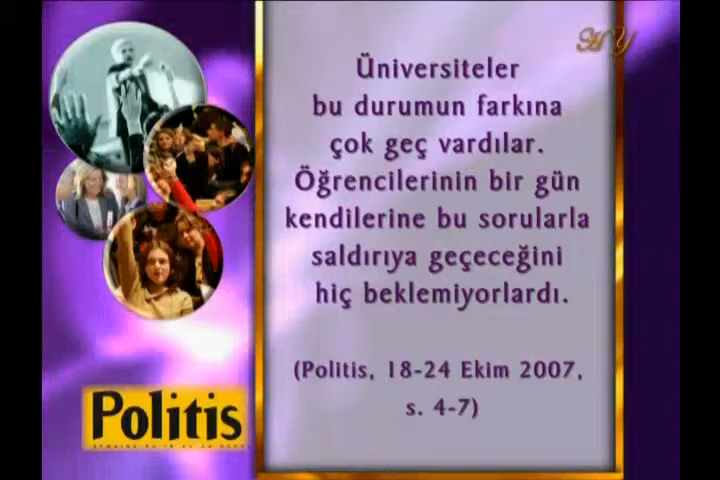 HY
Üniversiteler
bu durumun farkına
çok geç vardılar.
Öğrencilerinin bir gün
kendilerine bu sorularla
saldırıya geçeceğini
hiç beklemiyorlardı.
(Politis, 18-24 Ekim 2007,
s. 4-7)
Politis